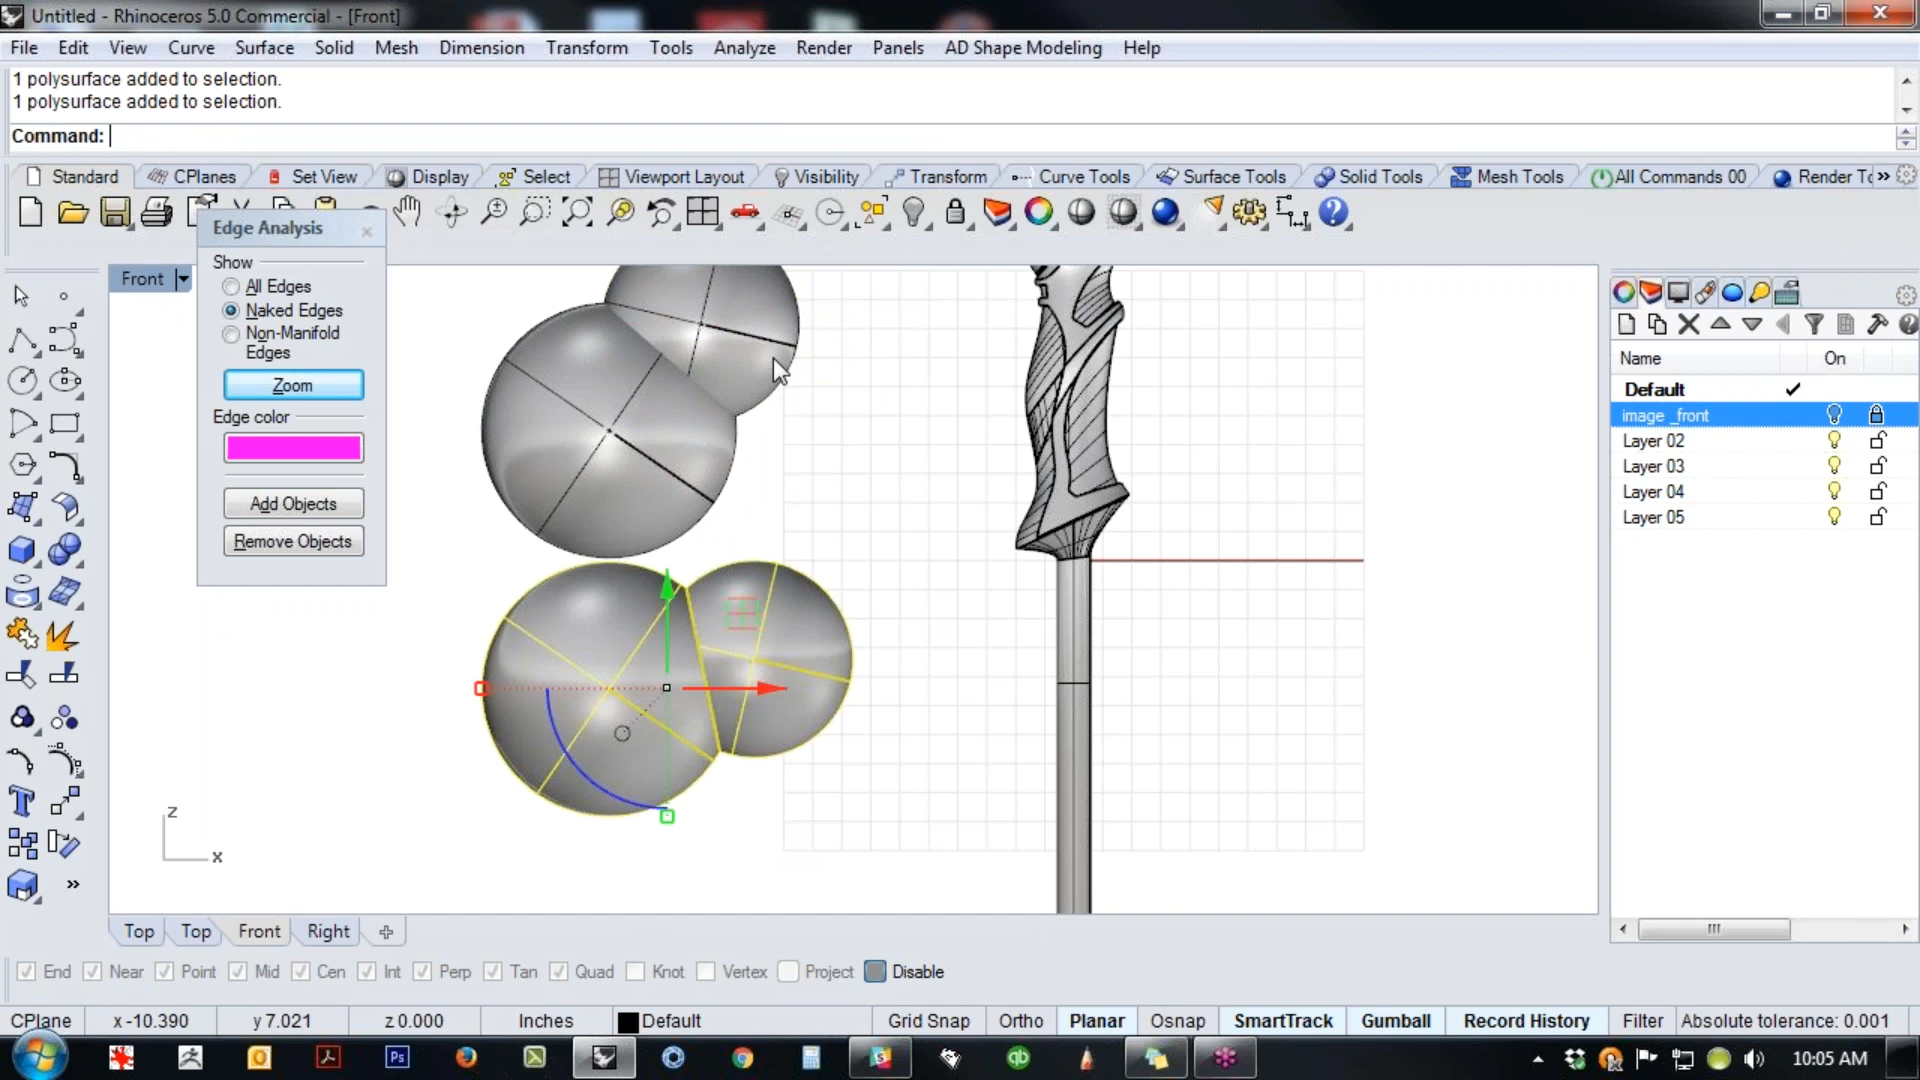 Untitled - Rhinoceros 5.0 Commercial - [Front]
File Edit View Curve Surface Solid Mesh Dimension Transform Tools Analyze Render Panels AD Shape Modeling Help
1 polysurface added to selection.
1 polysurface added to selection.
Command:
Standard CPlanes Set View Display Select Viewport Layout Visibility Transform Curve Tools Surface Tools Solid Tools Mesh Tools All Commands 00 Render To
Edge Analysis
Show
All Edges
Naked Edges
Non-Manifold
Edges
Zoom
Edge color
Add Objects
Remove Objects
Front
Name On
Default
image _front
Layer 02
Layer 03
Layer 04
Layer 05
z
x
Top Top Front Right
End Near Point Mid Cen Int Perp Tan Quad Knot Vertex Project Disable
CPlane x -10.390 y 7.021 z 0.000 Inches Default Grid Snap Ortho Planar Osnap SmartTrack Gumball Record History Filter Absolute tolerance: 0.001
Ps
qb
10:05 AM